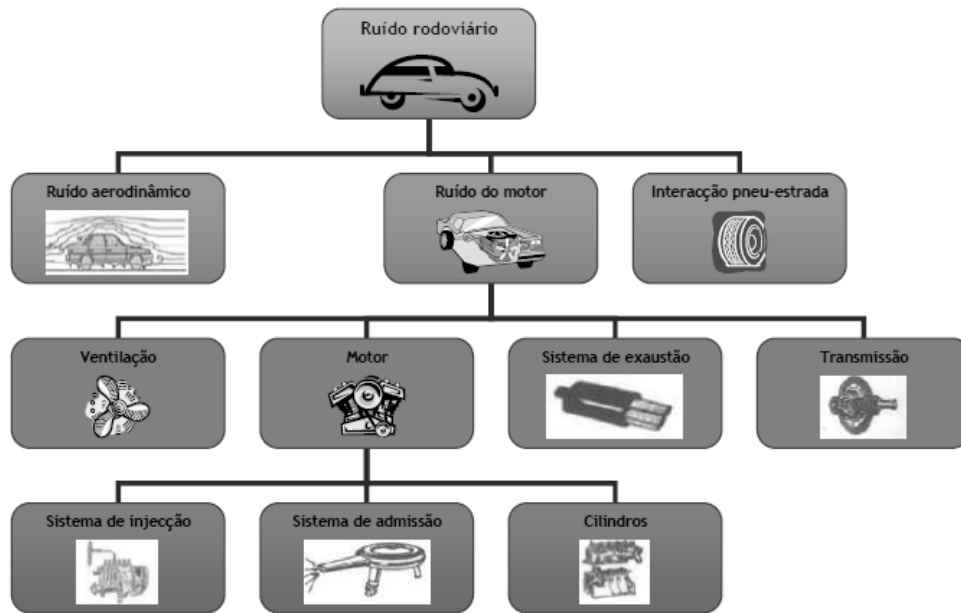 Ruído rodoviário
Ruído aerodinâmico
Ruído do motor
Interacção pneu-estrada
Ventilação
Motor
Sistema de exaustão
Transmissão
Sistema de injecção
Sistema de admissão
Cilindros